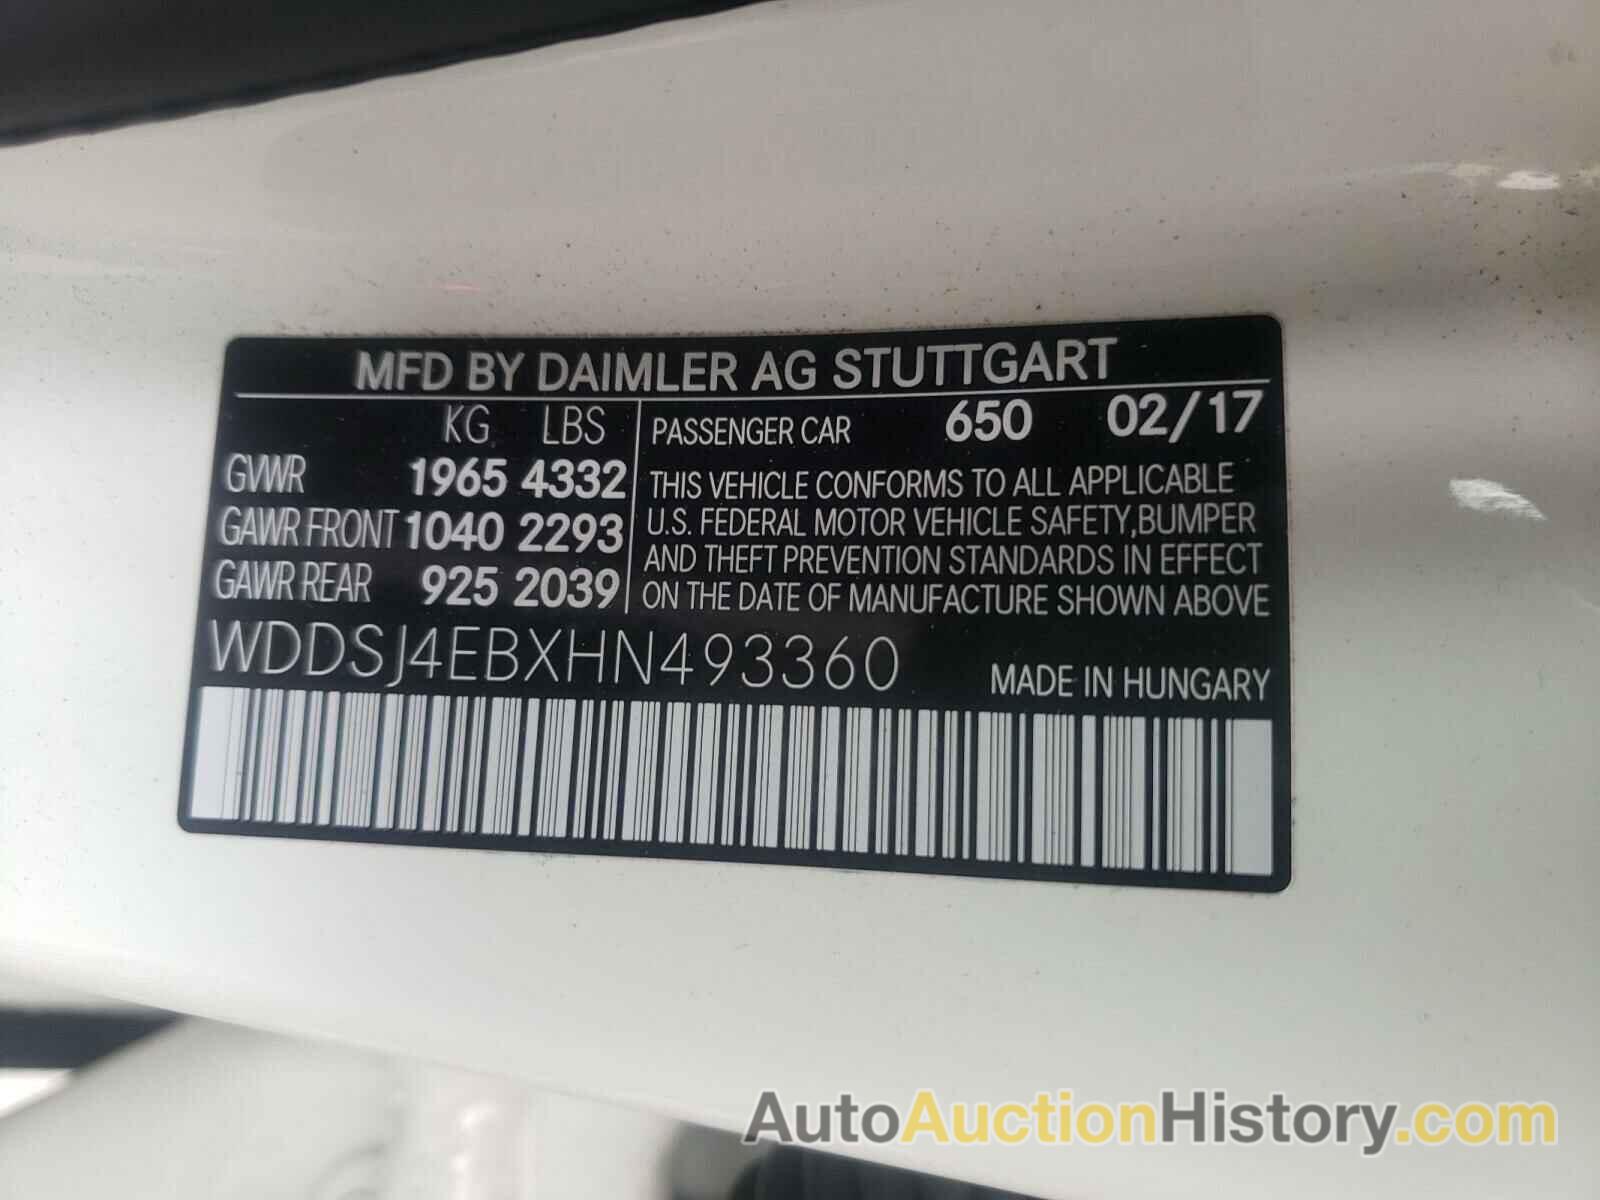 MFD BY DAIMLER AG STUTTGART
KG LBS
GVWR 1965 4332
GAWR FRONT 1040 2293
GAWR REAR 925 2039
PASSENGER CAR 650 02/17
THIS VEHICLE CONFORMS TO ALL APPLICABLE
U.S. FEDERAL MOTOR VEHICLE SAFETY,BUMPER
AND THEFT PREVENTION STANDARDS IN EFFECT
ON THE DATE OF MANUFACTURE SHOWN ABOVE
WDDSJ4EBXHN493360
MADE IN HUNGARY
AutoAuctionHistory.com